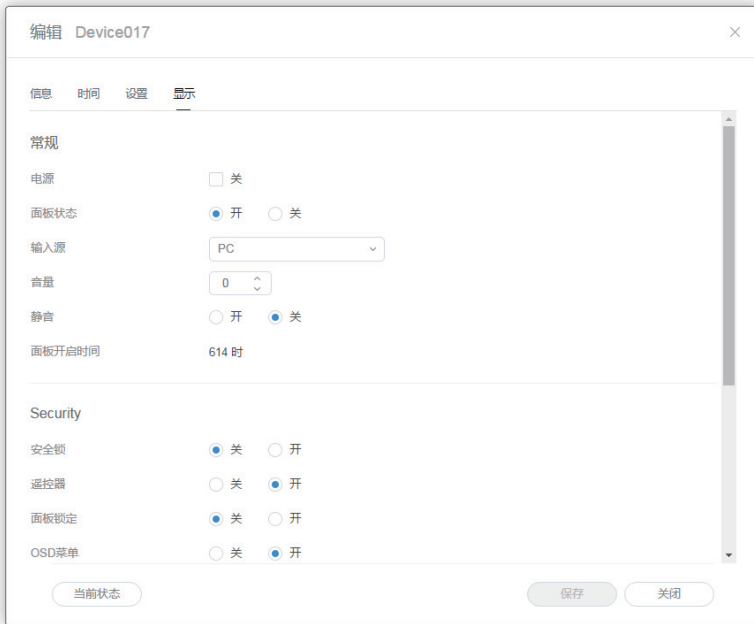 编辑 Device017
信息 时间 设置 显示
常规
电源 关
面板状态 开 关
输入源 PC
音量 0
静音 开 关
面板开启时间 614 时
Security
安全锁 关 开
遥控器 关 开
面板锁定 关 开
OSD菜单 关 开
当前状态 保存 关闭